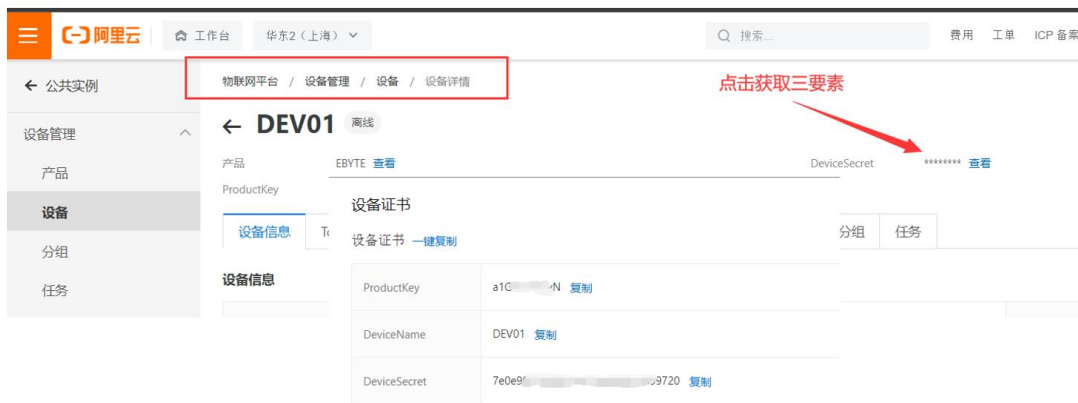 阿里云 工作台 华东2（上海） 搜索... 费用 工单 ICP 备案
公共实例
物联网平台 / 设备管理 / 设备 / 设备详情
点击获取三要素
设备管理
DEV01 离线
产品 EBYTE 查看 DeviceSecret ******** 查看
产品
ProductKey
设备证书
设备
设备信息 分组 任务
设备证书 一键复制
分组
设备信息
任务
ProductKey 复制
DeviceName DEV01 复制
DeviceSecret 复制